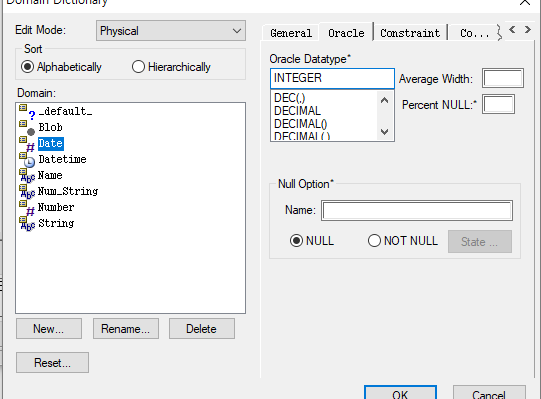 Domain Dictionary
Edit Mode: Physical
Sort
Alphabetically Hierarchically
Domain:
_default_
Blob
Date
Datetime
Name
Num_String
Number
String
New... Rename... Delete
Reset...
General Oracle Constraint Co...
Oracle Datatype*
INTEGER
Average Width:
DEC(,)
DECIMAL
DECIMAL()
DECIMAL(,)
Percent NULL:*
Null Option*
Name:
NULL NOT NULL State ...
OK Cancel